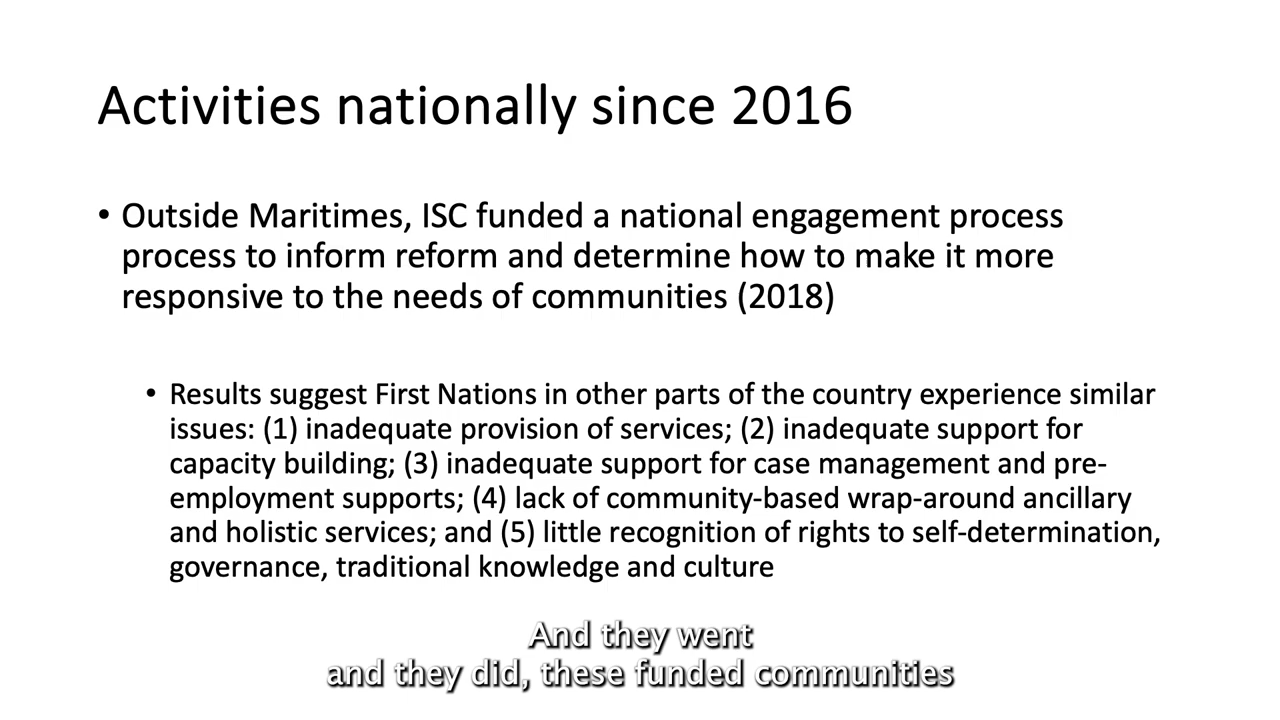 Activities nationally since 2016
• Outside Maritimes, ISC funded a national engagement process
process to inform reform and determine how to make it more
responsive to the needs of communities (2018)
• Results suggest First Nations in other parts of the country experience similar
issues: (1) inadequate provision of services; (2) inadequate support for
capacity building; (3) inadequate support for case management and pre-
employment supports; (4) lack of community-based wrap-around ancillary
and holistic services; and (5) little recognition of rights to self-determination,
governance, traditional knowledge and culture
And they went
and they did, these funded communities